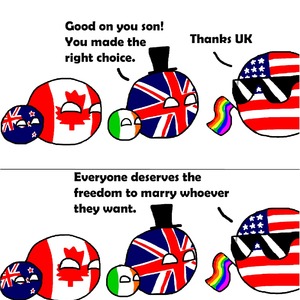 Good on you son!
You made the
right choice.
Thanks UK
Everyone deserves the
freedom to marry whoever
they want.